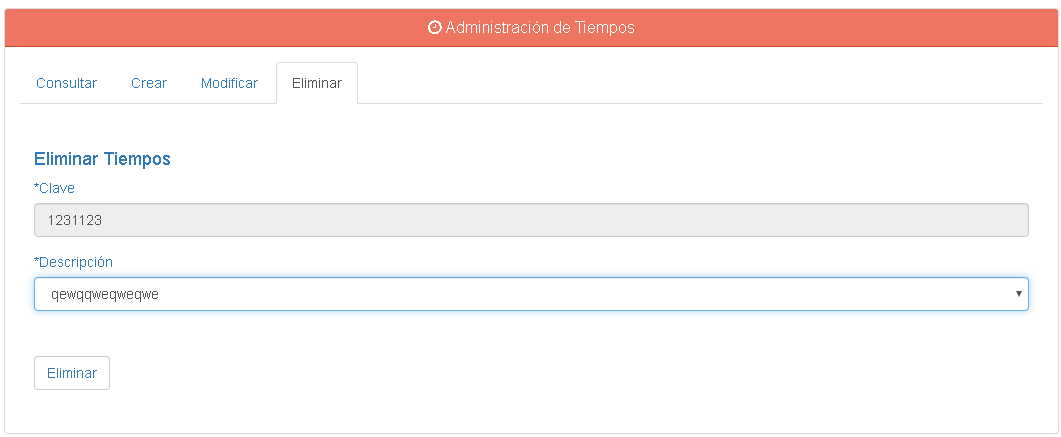 Administración de Tiempos
Consultar Crear Modificar Eliminar
Eliminar Tiempos
*Clave
1231123
*Descripción
qewqqweqweqwe
Eliminar